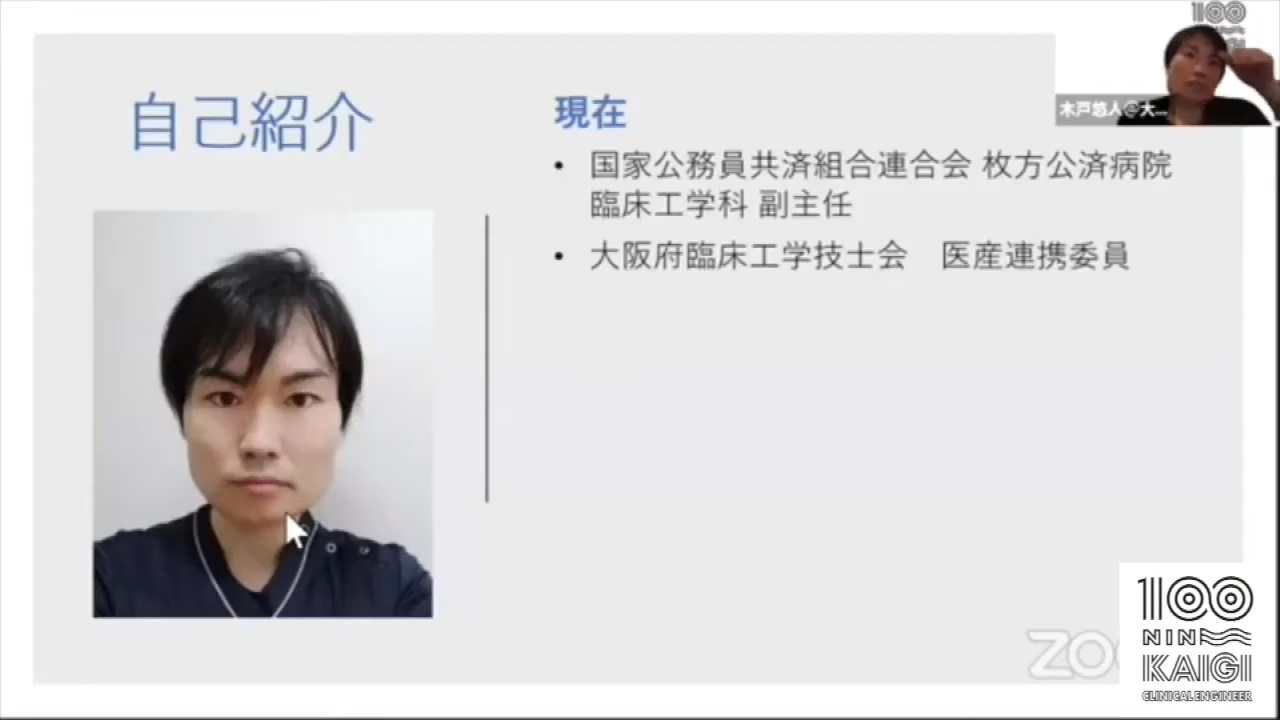 自己紹介
現在
• 国家公務員共済組合連合会 枚方公済病院
臨床工学科 副主任
• 大阪府臨床工学技士会　医産連携委員
木戸悠人@大...
100
NIN
KAIGI
CLINICAL ENGINEER